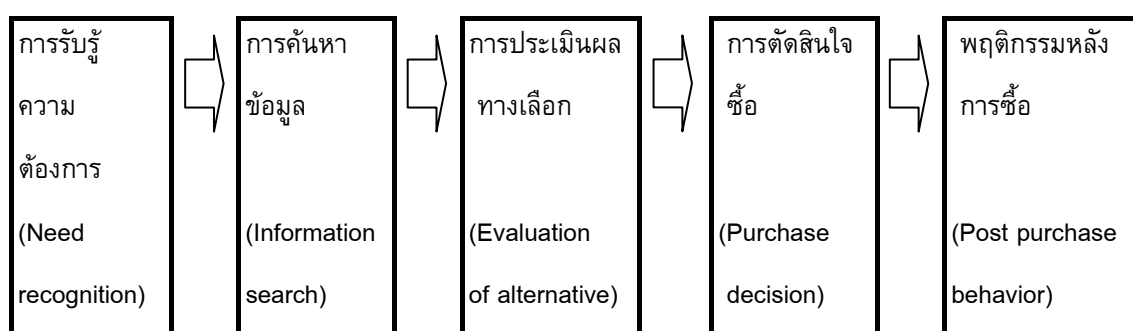 การรับรู้
ความ
ต้องการ
(Need
recognition)
การค้นหา
ข้อมูล
(Information
search)
การประเมินผล
ทางเลือก
(Evaluation
of alternative)
การตัดสินใจ
ซื้อ
(Purchase
decision)
พฤติกรรมหลัง
การซื้อ
(Post purchase
behavior)